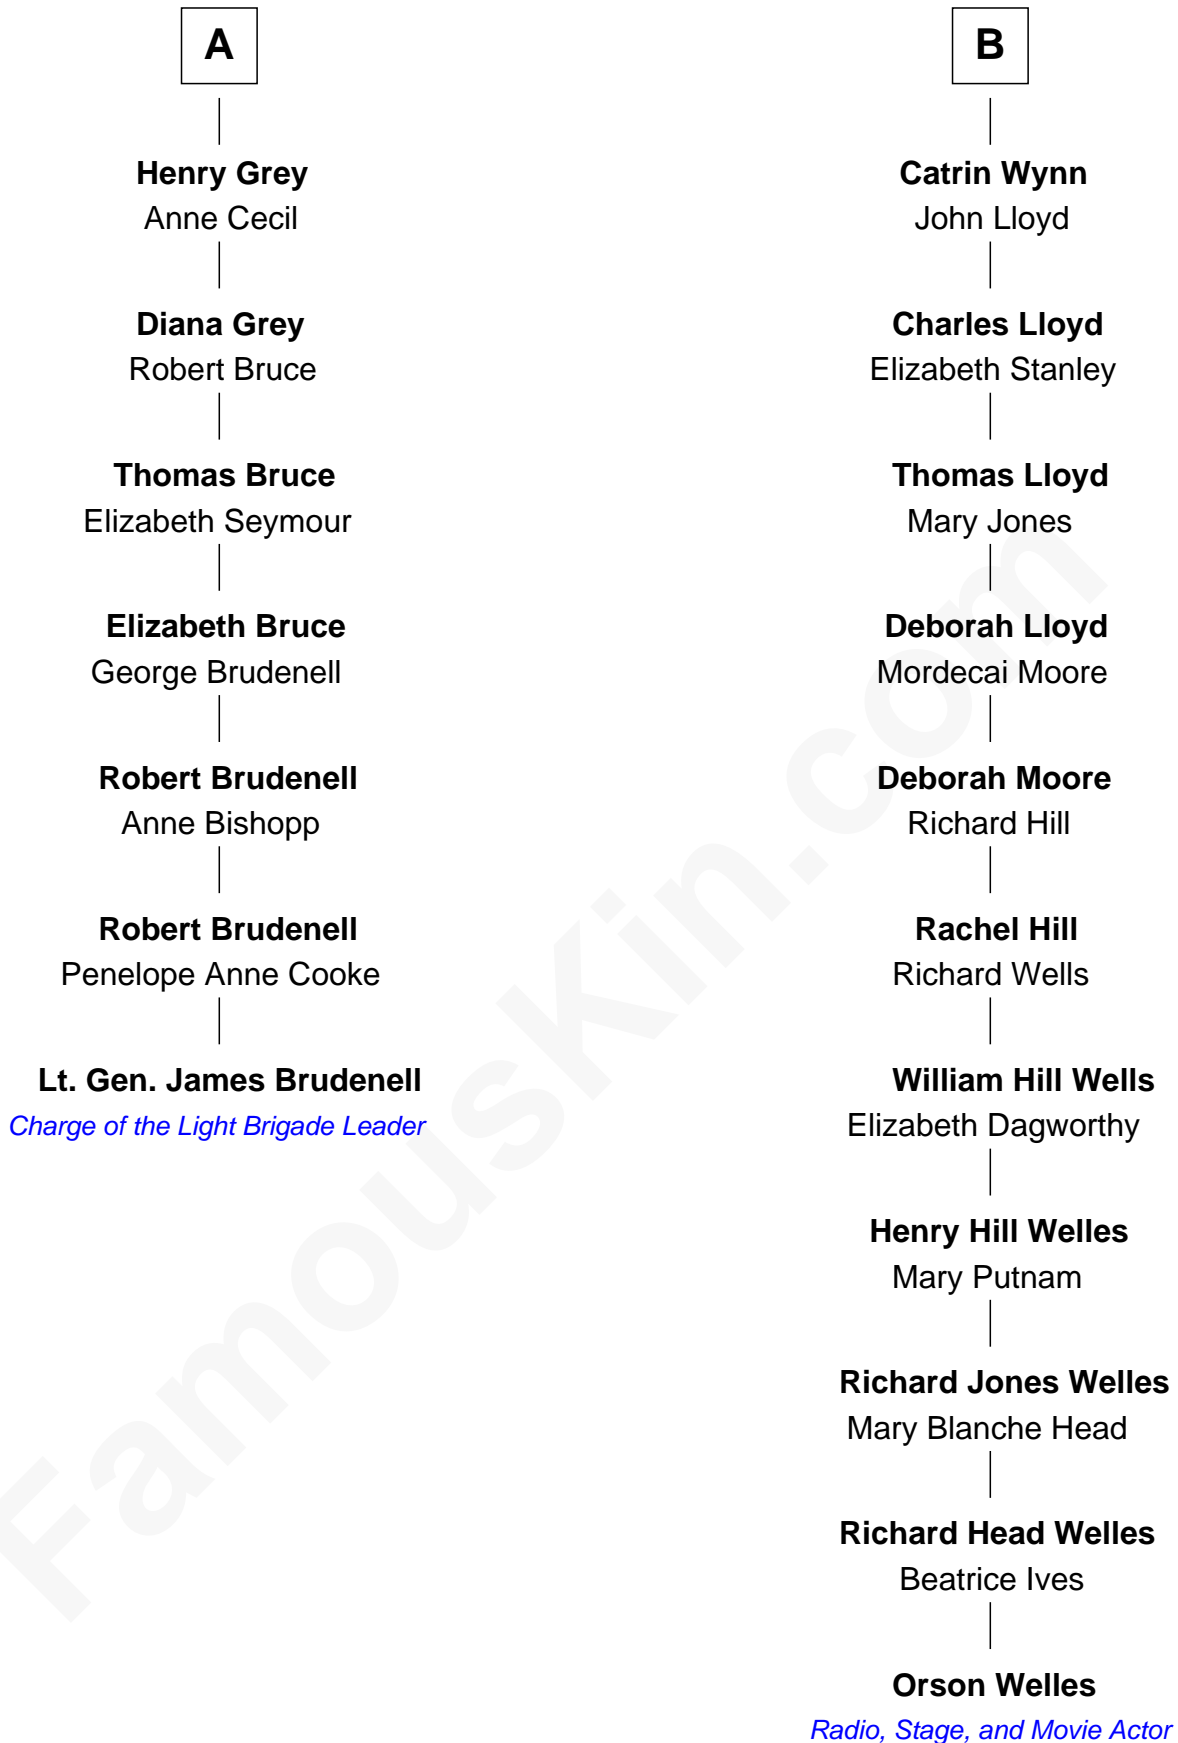 A
Henry Grey
Anne Cecil
Diana Grey
Robert Bruce
Thomas Bruce
Elizabeth Seymour
Elizabeth Bruce
George Brudenell
Robert Brudenell
Anne Bishopp
Robert Brudenell
Penelope Anne Cooke
Lt. Gen. James Brudenell
Charge of the Light Brigade Leader
B
Catrin Wynn
John Lloyd
Charles Lloyd
Elizabeth Stanley
Thomas Lloyd
Mary Jones
Deborah Lloyd
Mordecai Moore
Deborah Moore
Richard Hill
Rachel Hill
Richard Wells
William Hill Wells
Elizabeth Dagworthy
Henry Hill Welles
Mary Putnam
Richard Jones Welles
Mary Blanche Head
Richard Head Welles
Beatrice Ives
Orson Welles
Radio, Stage, and Movie Actor
FamousKin.com